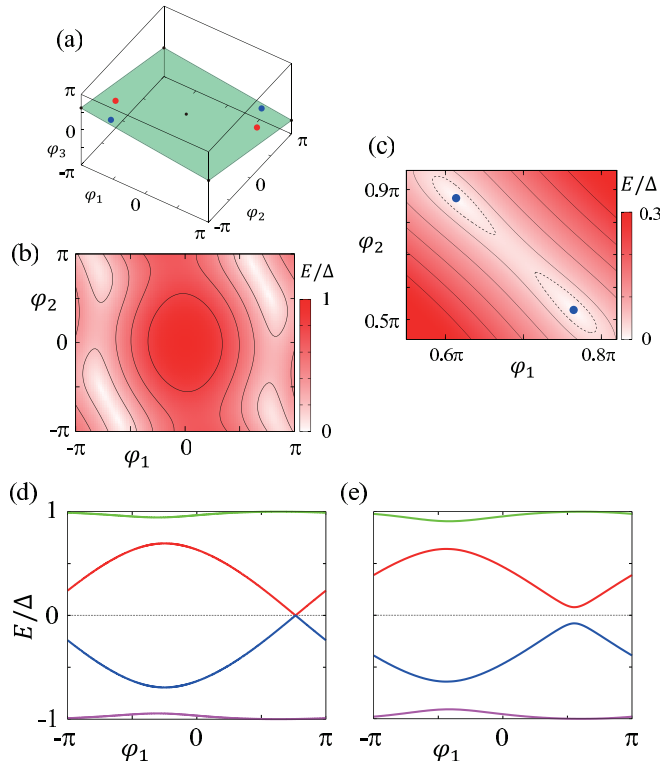 (a)
π
0
φ₃
-π
φ₁
0
π
-π
φ₂
0
π
(b)
π
φ₂
0
-π
-π
φ₁
0
π
E/Δ
1
0
(c)
0.9π
φ₂
0.5π
0.6π
φ₁
0.8π
E/Δ
0.3
0
(d)
1
E/Δ
0
-1
-π
φ₁
0
π
(e)
-π
φ₁
0
π